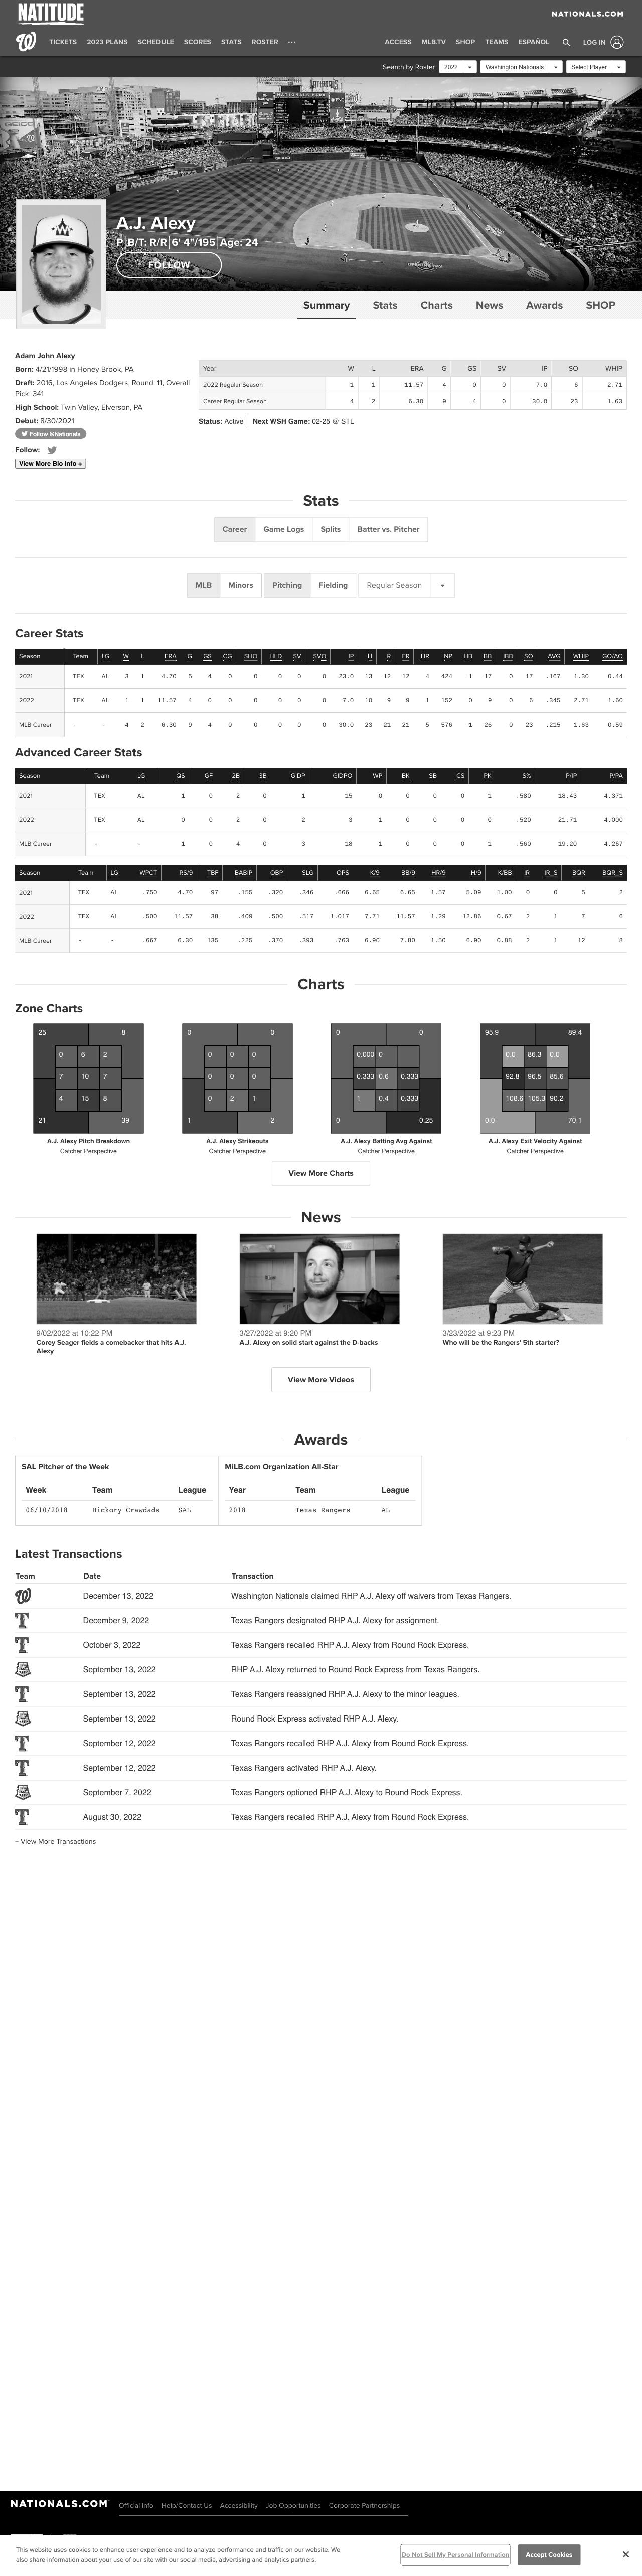 NATITUDE
NATIONALS.COM
TICKETS 2023 PLANS SCHEDULE SCORES STATS ROSTER ··· ACCESS MLB.TV SHOP TEAMS ESPAÑOL LOG IN
Search by Roster 2022 Washington Nationals Select Player
NATIONALS PARK
GEICO
A.J. Alexy
P B/T: R/R 6' 4"/195 Age: 24
FOLLOW
Summary Stats Charts News Awards SHOP
Adam John Alexy
Born: 4/21/1998 in Honey Brook, PA
Draft: 2016, Los Angeles Dodgers, Round: 11, Overall
Pick: 341
High School: Twin Valley, Elverson, PA
Debut: 8/30/2021
Follow @Nationals
Follow:
View More Bio Info +
Year W L ERA G GS SV IP SO WHIP
2022 Regular Season 1 1 11.57 4 0 0 7.0 6 2.71
Career Regular Season 4 2 6.30 9 4 0 30.0 23 1.63
Status: Active Next WSH Game: 02-25 @ STL
Stats
Career Game Logs Splits Batter vs. Pitcher
MLB Minors Pitching Fielding Regular Season
Career Stats
Season Team LG W L ERA G GS CG SHO HLD SV SVO IP H R ER HR NP HB BB IBB SO AVG WHIP GO/AO
2021 TEX AL 3 1 4.70 5 4 0 0 0 0 0 23.0 13 12 12 4 424 1 17 0 17 .167 1.30 0.44
2022 TEX AL 1 1 11.57 4 0 0 0 0 0 0 7.0 10 9 9 1 152 0 9 0 6 .345 2.71 1.60
MLB Career - - 4 2 6.30 9 4 0 0 0 0 0 30.0 23 21 21 5 576 1 26 0 23 .215 1.63 0.59
Advanced Career Stats
Season Team LG QS GF 2B 3B GIDP GIDPO WP BK SB CS PK S% P/IP P/PA
2021 TEX AL 1 0 2 0 1 15 0 0 0 0 1 .580 18.43 4.371
2022 TEX AL 0 0 2 0 2 3 1 0 0 0 0 .520 21.71 4.000
MLB Career - - 1 0 4 0 3 18 1 0 0 0 1 .560 19.20 4.267
Season Team LG WPCT RS/9 TBF BABIP OBP SLG OPS K/9 BB/9 HR/9 H/9 K/BB IR IR_S BQR BQR_S
2021 TEX AL .750 4.70 97 .155 .320 .346 .666 6.65 6.65 1.57 5.09 1.00 0 0 5 2
2022 TEX AL .500 11.57 38 .409 .500 .517 1.017 7.71 11.57 1.29 12.86 0.67 2 1 7 6
MLB Career - - .667 6.30 135 .225 .370 .393 .763 6.90 7.80 1.50 6.90 0.88 2 1 12 8
Charts
Zone Charts
25 8 0 0 0 0 95.9 89.4
0 6 2 0 0 0 0.000 0 0.0 86.3 0.0
7 10 7 0 0 0 0.333 0.6 0.333 92.8 96.5 85.6
4 15 8 0 2 1 1 0.4 0.333 108.6 105.3 90.2
21 39 1 2 0 0.25 0.0 70.1
A.J. Alexy Pitch Breakdown A.J. Alexy Strikeouts A.J. Alexy Batting Avg Against A.J. Alexy Exit Velocity Against
Catcher Perspective Catcher Perspective Catcher Perspective Catcher Perspective
View More Charts
News
9/02/2022 at 10:22 PM
Corey Seager fields a comebacker that hits A.J.
Alexy
3/27/2022 at 9:20 PM
A.J. Alexy on solid start against the D-backs
3/23/2022 at 9:23 PM
Who will be the Rangers' 5th starter?
View More Videos
Awards
SAL Pitcher of the Week
Week Team League
06/10/2018 Hickory Crawdads SAL
MiLB.com Organization All-Star
Year Team League
2018 Texas Rangers AL
Latest Transactions
Team Date Transaction
December 13, 2022 Washington Nationals claimed RHP A.J. Alexy off waivers from Texas Rangers.
December 9, 2022 Texas Rangers designated RHP A.J. Alexy for assignment.
October 3, 2022 Texas Rangers recalled RHP A.J. Alexy from Round Rock Express.
September 13, 2022 RHP A.J. Alexy returned to Round Rock Express from Texas Rangers.
September 13, 2022 Texas Rangers reassigned RHP A.J. Alexy to the minor leagues.
September 13, 2022 Round Rock Express activated RHP A.J. Alexy.
September 12, 2022 Texas Rangers recalled RHP A.J. Alexy from Round Rock Express.
September 12, 2022 Texas Rangers activated RHP A.J. Alexy.
September 7, 2022 Texas Rangers optioned RHP A.J. Alexy to Round Rock Express.
August 30, 2022 Texas Rangers recalled RHP A.J. Alexy from Round Rock Express.
+ View More Transactions
NATIONALS.COM Official Info Help/Contact Us Accessibility Job Opportunities Corporate Partnerships
This website uses cookies to enhance user experience and to analyze performance and traffic on our website. We
also share information about your use of our site with our social media, advertising and analytics partners.
Do Not Sell My Personal Information
Accept Cookies